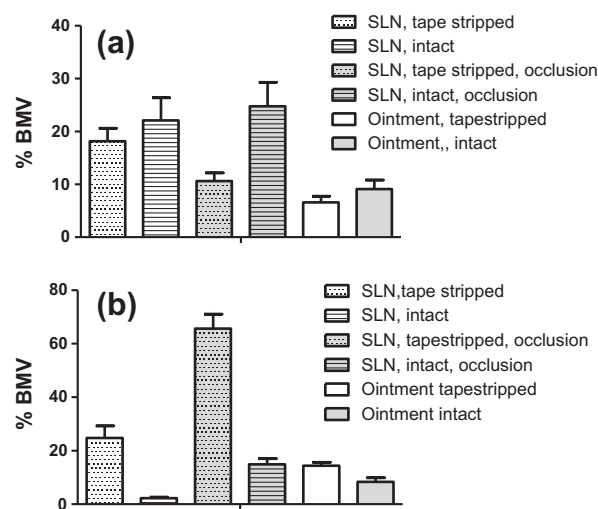 (a)
% BMV
40
30
20
10
0
SLN, tape stripped
SLN, intact
SLN, tape stripped, occlusion
SLN, intact, occlusion
Ointment, tapestripped
Ointment,, intact
(b)
% BMV
80
60
40
20
0
SLN,tape stripped
SLN, intact
SLN, tapestripped, occlusion
SLN, intact, occlusion
Ointment tapestripped
Ointment intact